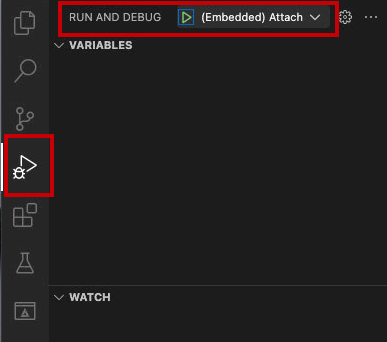 RUN AND DEBUG (Embedded) Attach
VARIABLES
WATCH